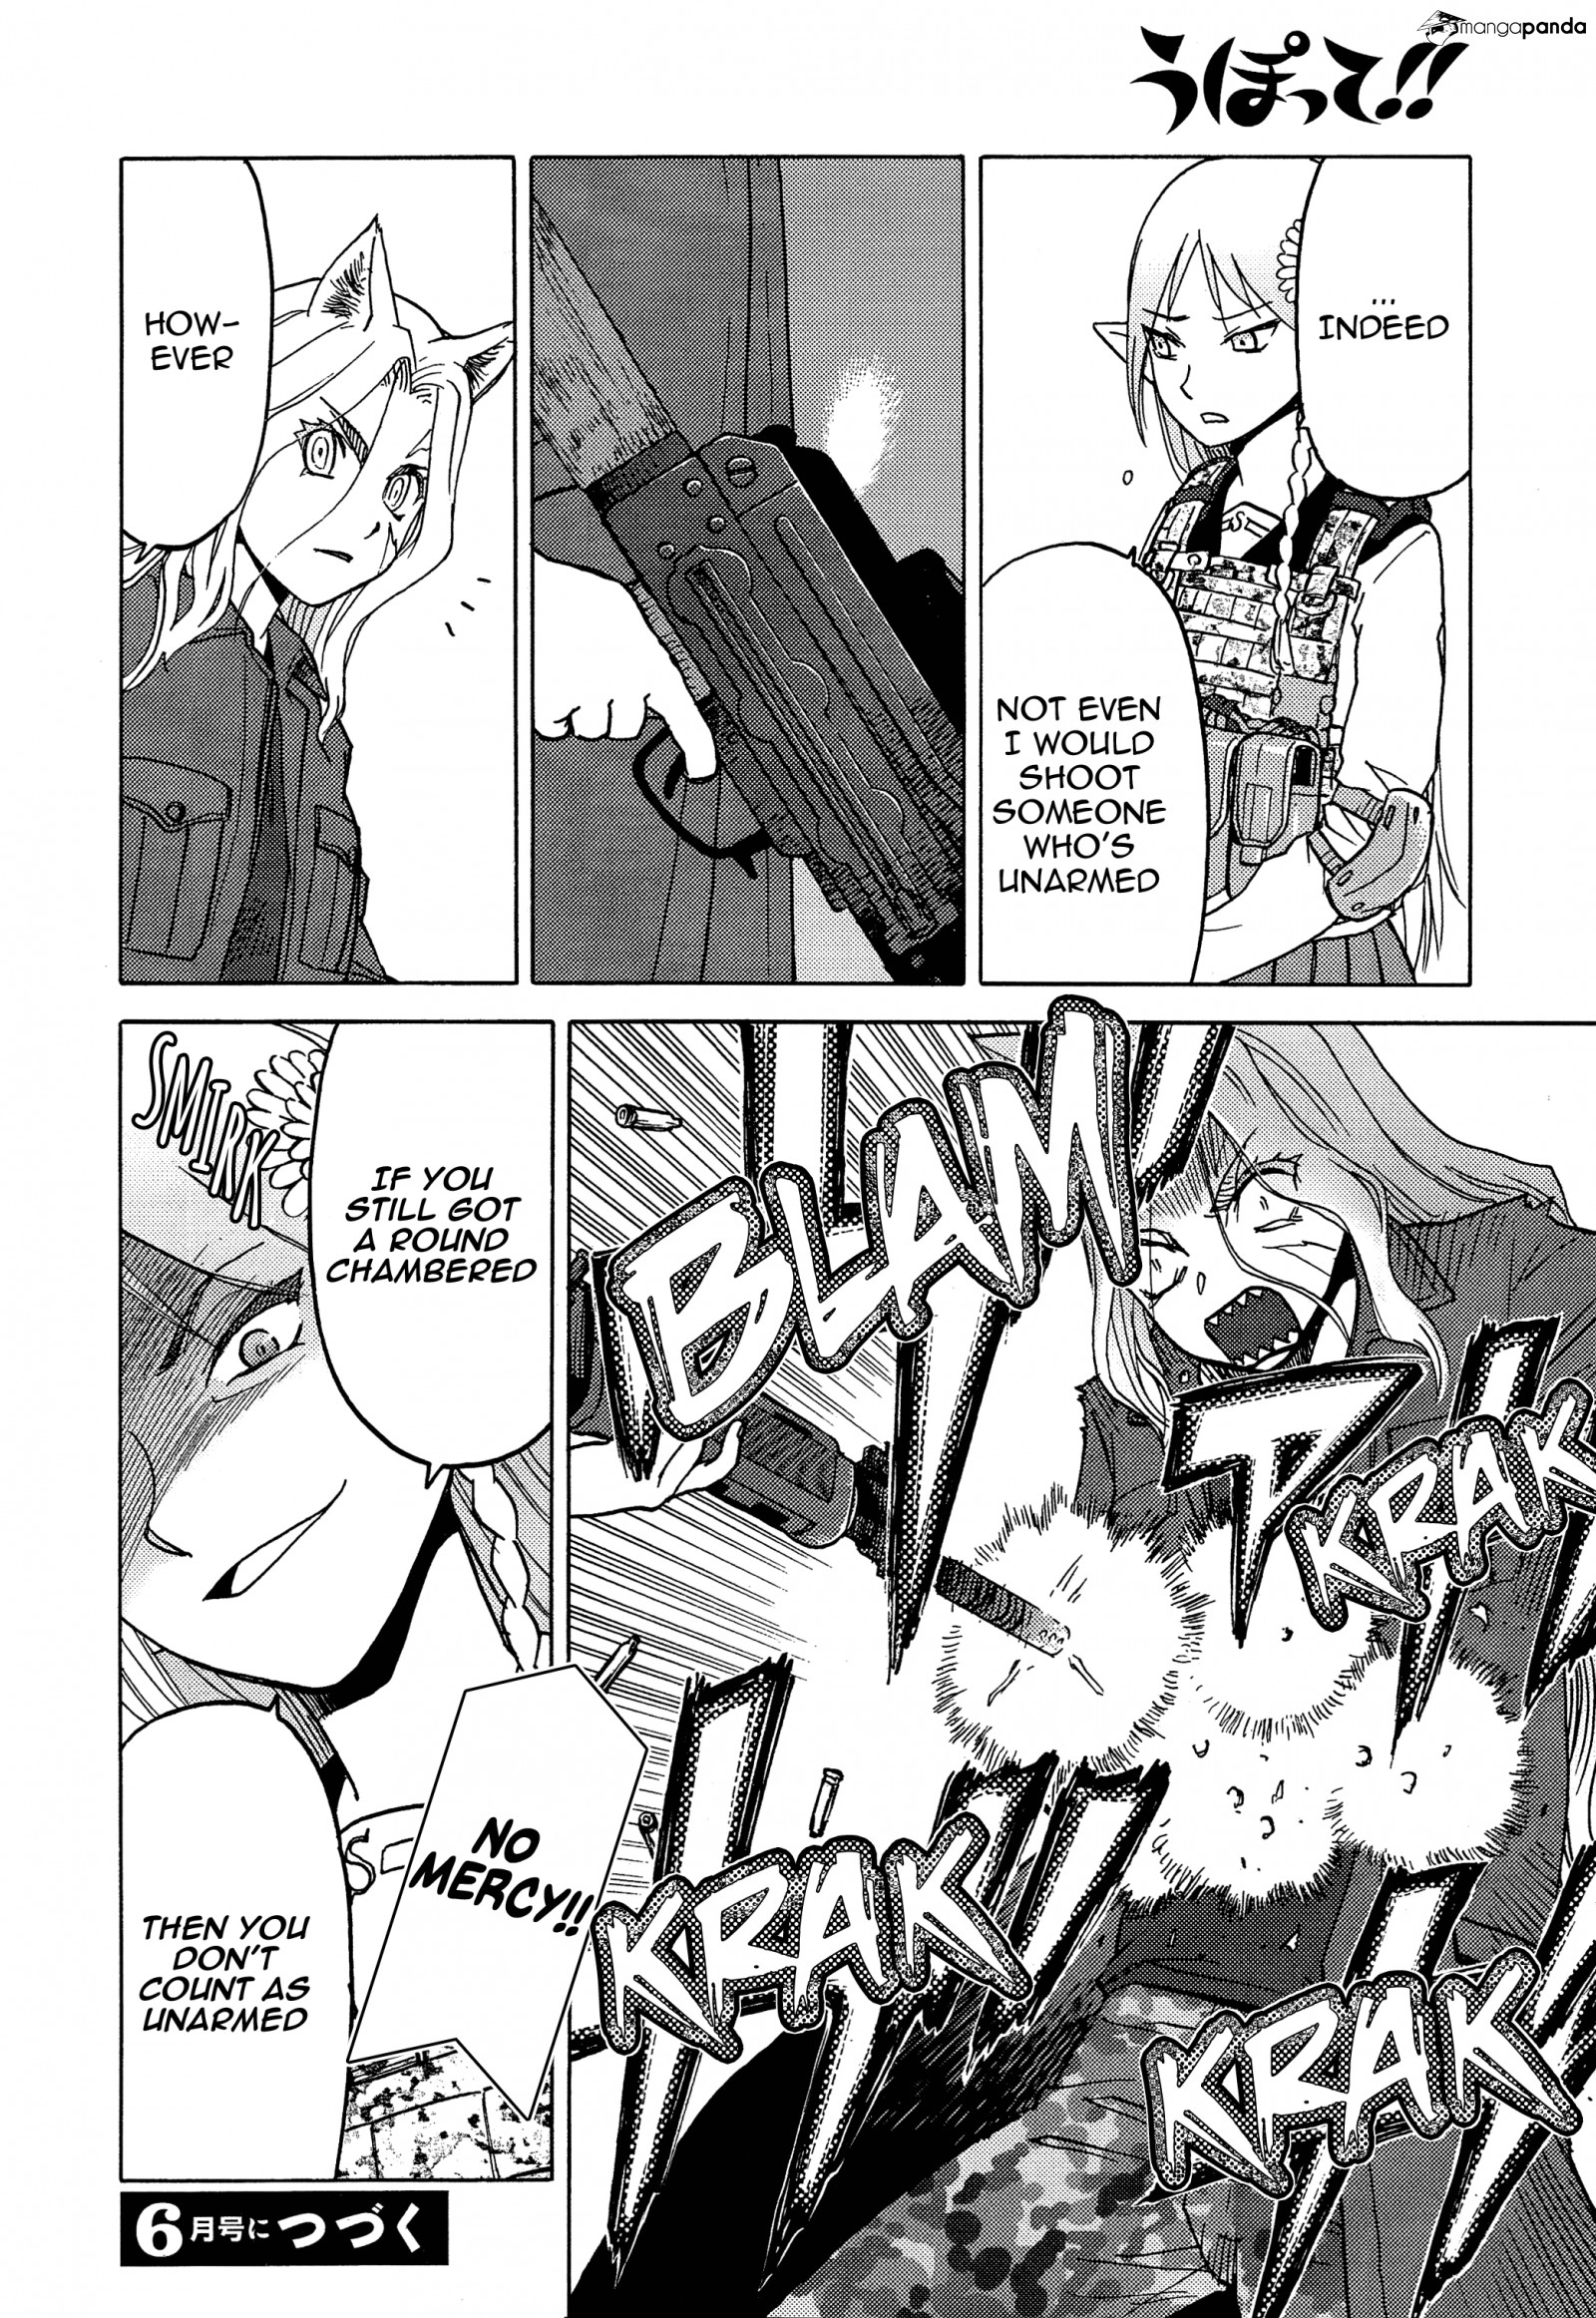 mangapanda
うぽって!!
...
INDEED
NOT EVEN
I WOULD
SHOOT
SOMEONE
WHO'S
UNARMED
HOW-
EVER
BLAM
KRAK
KRAK
KRAK
SMIRK
IF YOU
STILL GOT
A ROUND
CHAMBERED
THEN YOU
DON'T
COUNT AS
UNARMED
NO
MERCY!!
S
6月号につづく